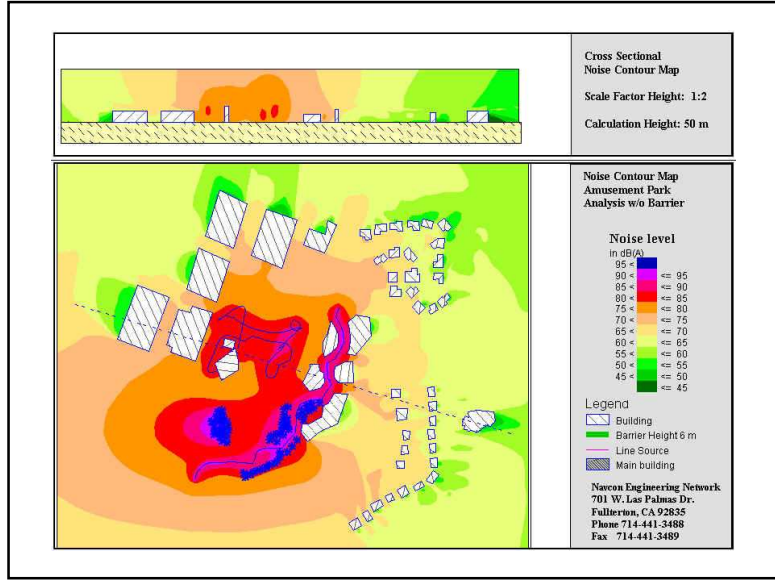 Cross Sectional
Noise Contour Map
Scale Factor Height: 1:2
Calculation Height: 50 m
Noise Contour Map
Amusement Park
Analysis w/o Barrier
Noise level
in dB(A)
95 <
90 < <= 95
85 < <= 90
80 < <= 85
75 < <= 80
70 < <= 75
65 < <= 70
60 < <= 65
55 < <= 60
50 < <= 55
45 < <= 50
<= 45
Legend
Building
Barrier Height 6 m
Line Source
Main building
Navcon Engineering Network
701 W. Las Palmas Dr.
Fullterton, CA 92835
Phone 714-441-3488
Fax 714-441-3489